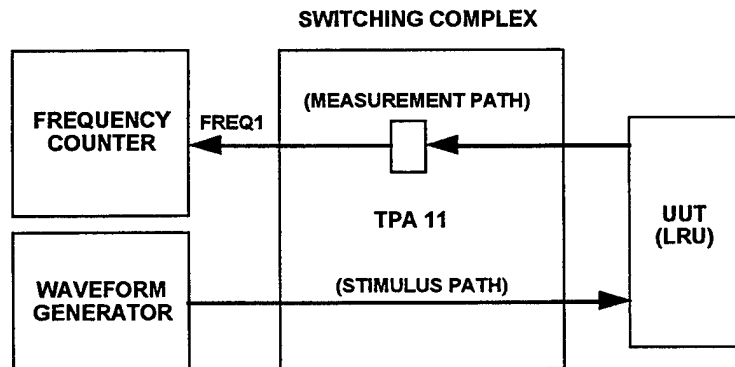 SWITCHING COMPLEX
FREQUENCY
COUNTER
FREQ1
(MEASUREMENT PATH)
TPA 11
UUT
(LRU)
WAVEFORM
GENERATOR
(STIMULUS PATH)